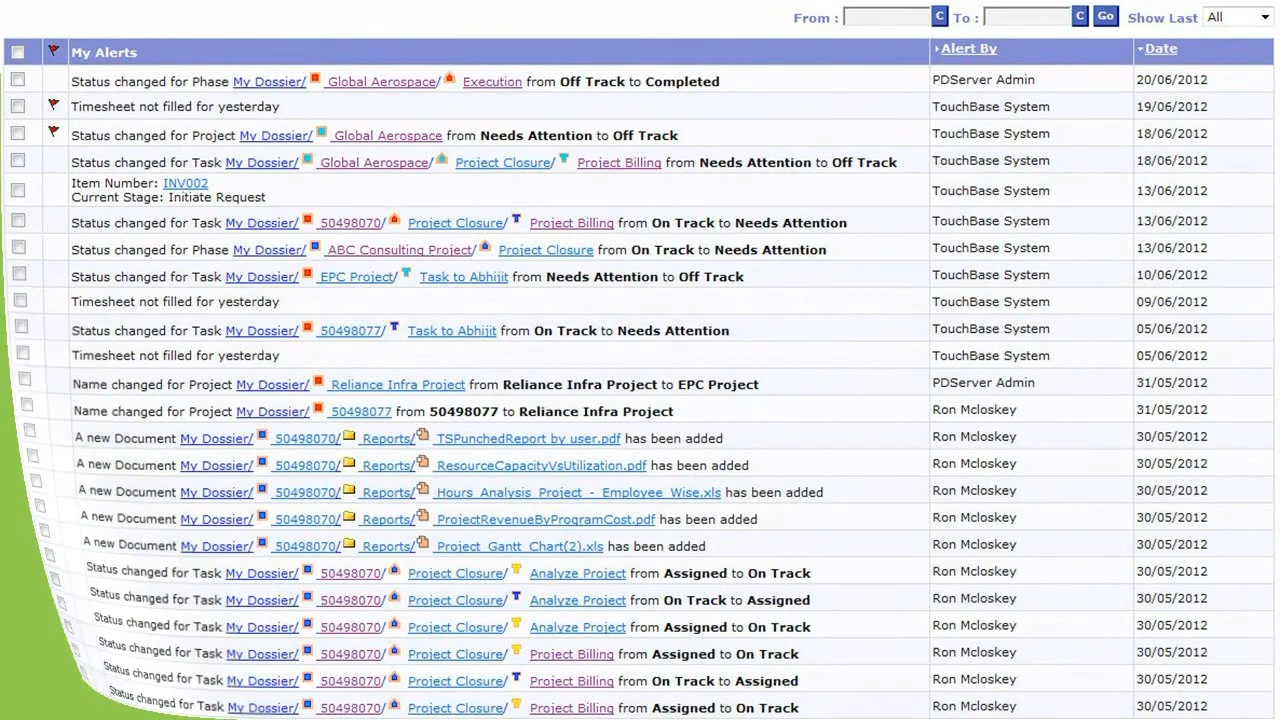 From : C To : C Go Show Last All
My Alerts Alert By Date
Status changed for Phase My Dossier/ Global Aerospace/ Execution from Off Track to Completed PDServer Admin 20/06/2012
Timesheet not filled for yesterday TouchBase System 19/06/2012
Status changed for Project My Dossier/ Global Aerospace from Needs Attention to Off Track TouchBase System 18/06/2012
Status changed for Task My Dossier/ Global Aerospace/ Project Closure/ Project Billing from Needs Attention to Off Track TouchBase System 18/06/2012
Item Number: INV002
Current Stage: Initiate Request TouchBase System 13/06/2012
Status changed for Task My Dossier/ 50498070/ Project Closure/ Project Billing from On Track to Needs Attention TouchBase System 13/06/2012
Status changed for Phase My Dossier/ ABC Consulting Project/ Project Closure from On Track to Needs Attention TouchBase System 13/06/2012
Status changed for Task My Dossier/ EPC Project/ Task to Abhijit from Needs Attention to Off Track TouchBase System 10/06/2012
Timesheet not filled for yesterday TouchBase System 09/06/2012
Status changed for Task My Dossier/ 50498077/ Task to Abhijit from On Track to Needs Attention TouchBase System 05/06/2012
Timesheet not filled for yesterday TouchBase System 05/06/2012
Name changed for Project My Dossier/ Reliance Infra Project from Reliance Infra Project to EPC Project PDServer Admin 31/05/2012
Name changed for Project My Dossier/ 50498077 from 50498077 to Reliance Infra Project Ron Mcloskey 31/05/2012
A new Document My Dossier/ 50498070/ Reports/ TSPunchedReport by user.pdf has been added Ron Mcloskey 30/05/2012
A new Document My Dossier/ 50498070/ Reports/ ResourceCapacityVsUtilization.pdf has been added Ron Mcloskey 30/05/2012
A new Document My Dossier/ 50498070/ Reports/ Hours_Analysis_Project_-_Employee_Wise.xls has been added Ron Mcloskey 30/05/2012
A new Document My Dossier/ 50498070/ Reports/ ProjectRevenueByProgramCost.pdf has been added Ron Mcloskey 30/05/2012
A new Document My Dossier/ 50498070/ Reports/ Project_Gantt_Chart(2).xls has been added Ron Mcloskey 30/05/2012
Status changed for Task My Dossier/ 50498070/ Project Closure/ Analyze Project from Assigned to On Track Ron Mcloskey 30/05/2012
Status changed for Task My Dossier/ 50498070/ Project Closure/ Analyze Project from On Track to Assigned Ron Mcloskey 30/05/2012
Status changed for Task My Dossier/ 50498070/ Project Closure/ Analyze Project from Assigned to On Track Ron Mcloskey 30/05/2012
Status changed for Task My Dossier/ 50498070/ Project Closure/ Project Billing from Assigned to On Track Ron Mcloskey 30/05/2012
Status changed for Task My Dossier/ 50498070/ Project Closure/ Project Billing from On Track to Assigned Ron Mcloskey 30/05/2012
Status changed for Task My Dossier/ 50498070/ Project Closure/ Project Billing from Assigned to On Track Ron Mcloskey 30/05/2012